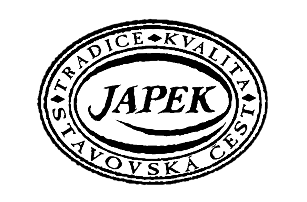 TRADICE ♦ KVALITA
JAPEK
STAVOVSKÁ ČEST